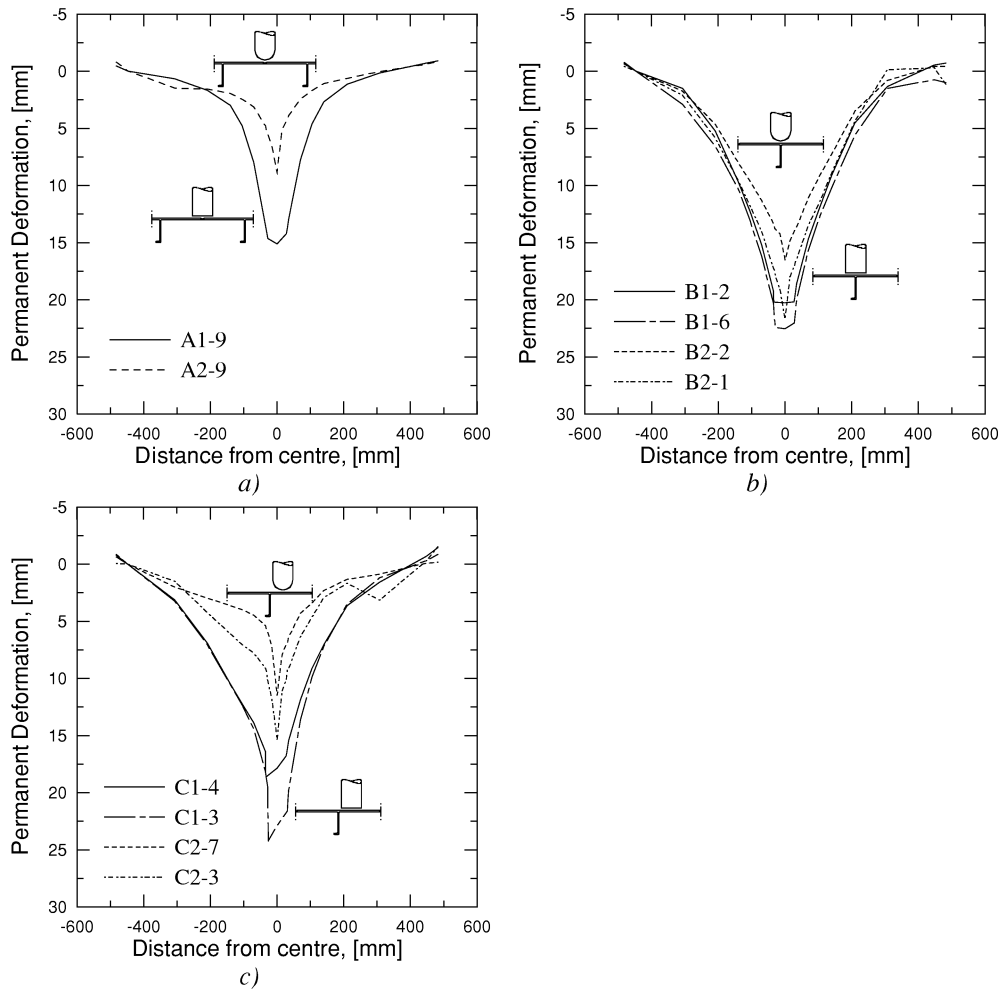 -5
0
5
10
15
20
25
30
Permanent Deformation, [mm]
A1-9
A2-9
-600 -400 -200 0 200 400 600
Distance from centre, [mm]
a)
-5
0
5
10
15
20
25
30
Permanent Deformation, [mm]
B1-2
B1-6
B2-2
B2-1
-600 -400 -200 0 200 400 600
Distance from centre, [mm]
b)
-5
0
5
10
15
20
25
30
Permanent Deformation, [mm]
C1-4
C1-3
C2-7
C2-3
-600 -400 -200 0 200 400 600
Distance from centre, [mm]
c)